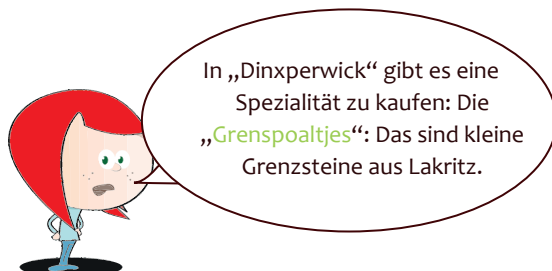 In „Dinxperwick“ gibt es eine
Spezialität zu kaufen: Die
„Grenspoaltjes“: Das sind kleine
Grenzsteine aus Lakritz.